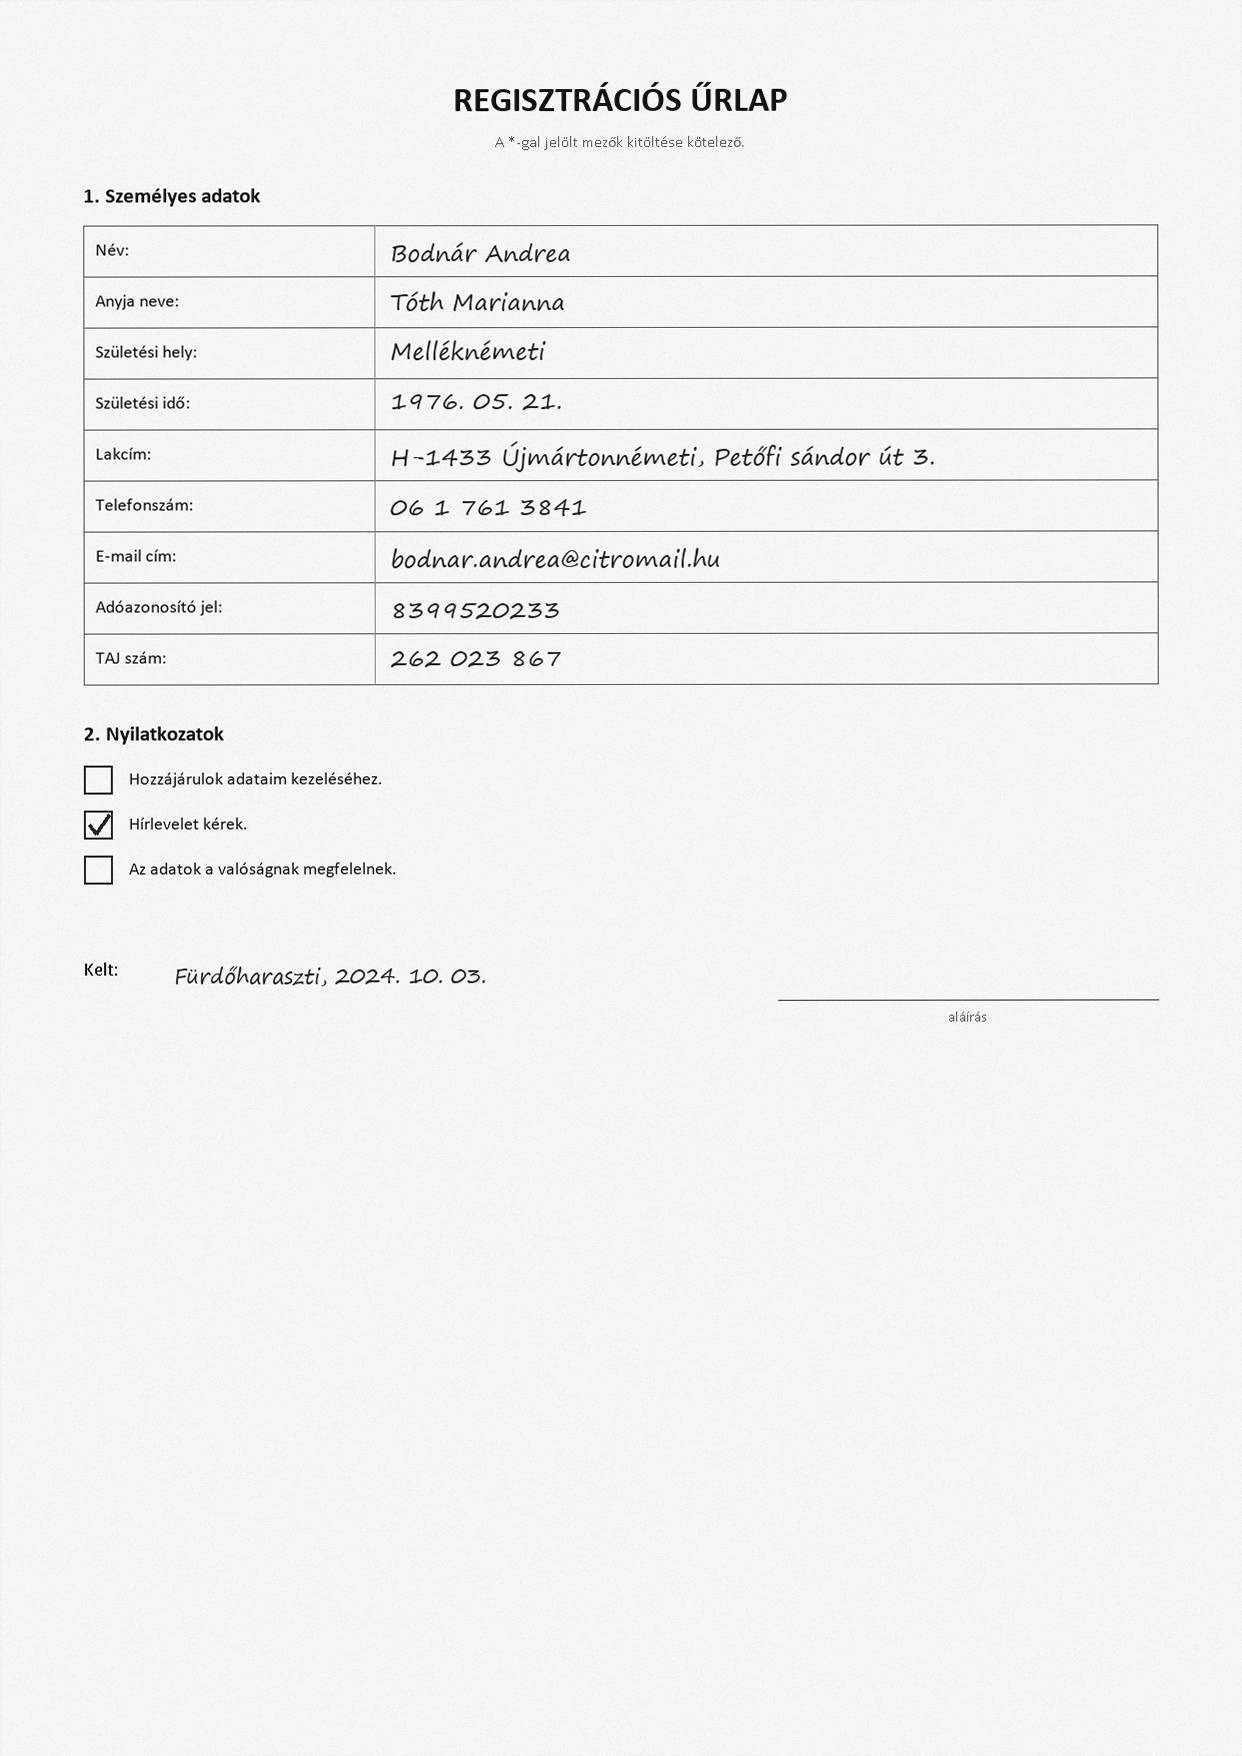 REGISZTRÁCIÓS ŰRLAP
A *-gal jelölt mezők kitöltése kötelező.
1. Személyes adatok
Név: Bodnár Andrea
Anyja neve: Tóth Marianna
Születési hely: Melléknémeti
Születési idő: 1976. 05. 21.
Lakcím: H-1433 Újmártonnémeti, Petőfi sándor út 3.
Telefonszám: 06 1 761 3841
E-mail cím: bodnar.andrea@citromail.hu
Adóazonosító jel: 8399520233
TAJ szám: 262 023 867
2. Nyilatkozatok
Hozzájárulok adataim kezeléséhez.
Hírlevelet kérek.
Az adatok a valóságnak megfelelnek.
Kelt: Fürdőharaszti, 2024. 10. 03.
aláírás